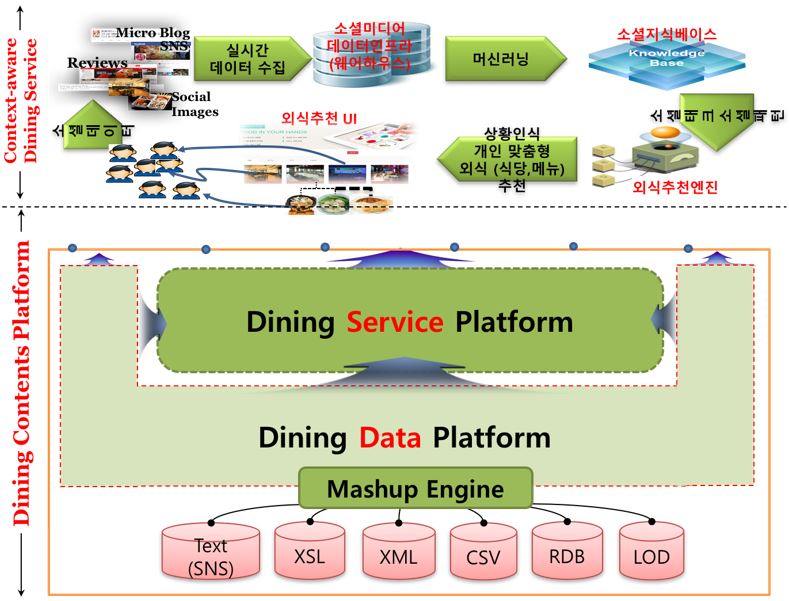 Context-aware
Dining Service
Micro Blog
SNS
Reviews
Social
Images
실시간
데이터 수집
소셜미디어
데이터인프라
(웨어하우스)
머신러닝
소셜지식베이스
Knowledge
Base
소셜데이터
외식추천 UI
OOD IN YOUR HANDS
상황인식
개인 맞춤형
외식 (식당,메뉴)
추천
소셜태그소셜패턴
외식추천엔진
Dining Contents Platform
Dining Service Platform
Dining Data Platform
Mashup Engine
Text
(SNS)
XSL
XML
CSV
RDB
LOD